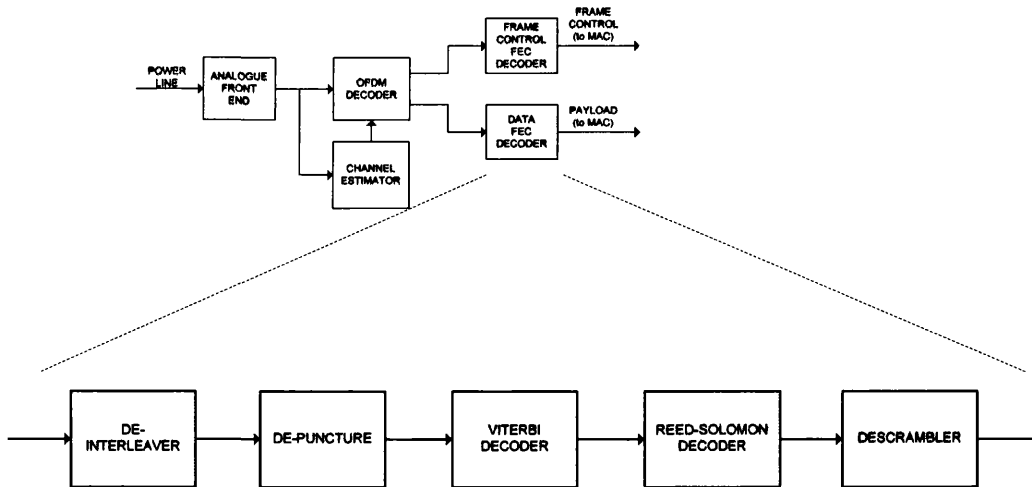 POWER
LINE
ANALOGUE
FRONT
END
OFDM
DECODER
CHANNEL
ESTIMATOR
FRAME
CONTROL
FEC
DECODER
FRAME
CONTROL
(to MAC)
DATA
FEC
DECODER
PAYLOAD
(to MAC)
DE-
INTERLEAVER
DE-PUNCTURE
VITERBI
DECODER
REED-SOLOMON
DECODER
DESCRAMBLER